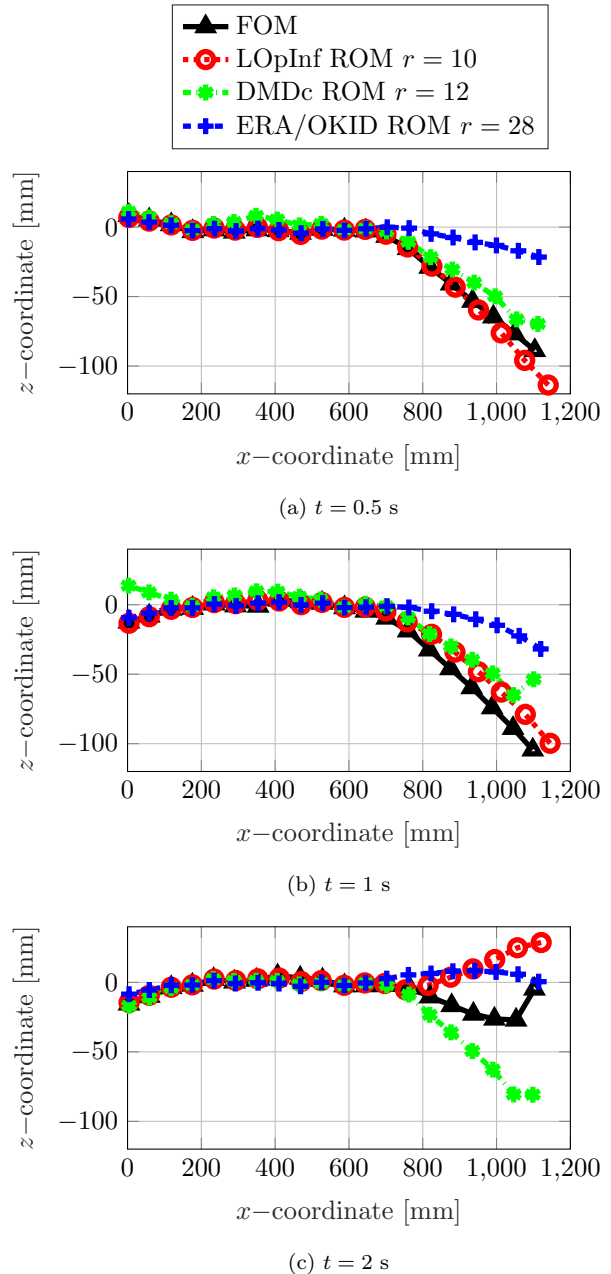 FOM
LOpInf ROM r = 10
DMDc ROM r = 12
ERA/OKID ROM r = 28
0
−50
−100
0 200 400 600 800 1,000 1,200
z−coordinate [mm]
x−coordinate [mm]
(a) t = 0.5 s
0
−50
−100
0 200 400 600 800 1,000 1,200
z−coordinate [mm]
x−coordinate [mm]
(b) t = 1 s
0
−50
−100
0 200 400 600 800 1,000 1,200
z−coordinate [mm]
x−coordinate [mm]
(c) t = 2 s